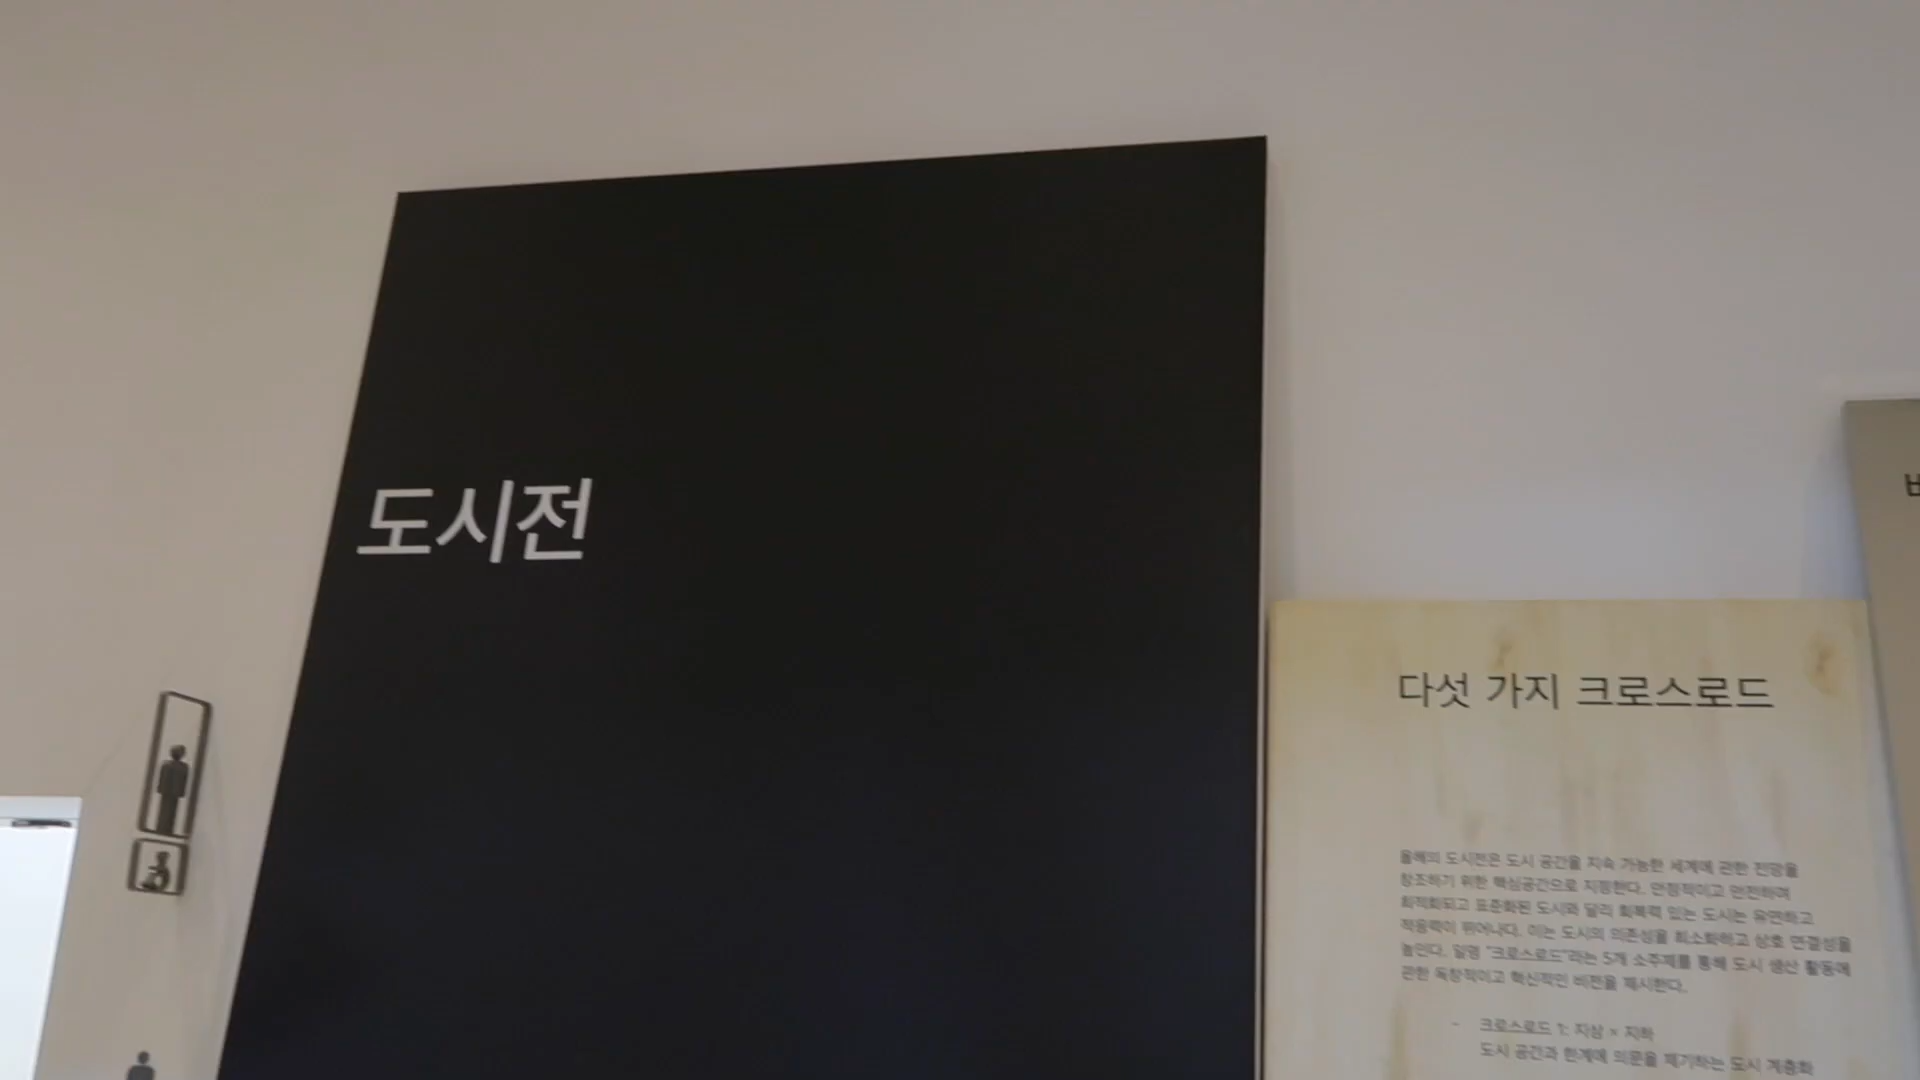 도시전
다섯 가지 크로스로드
올해의 도시전은 도시 공간을 지속 가능한 세계에 관한 전망을
창조하기 위한 핵심공간으로 지정한다. 안정적이고 안전하며
최적화되고 표준화된 도시와 달리 회복력 있는 도시는 유연하고
적응력이 뛰어나다. 이는 도시의 의존성을 최소화하고 상호 연결성을
높인다. 일명 "크로스로드"라는 5개 소주제를 통해 도시 생산 활동에
관한 독창적이고 혁신적인 비전을 제시한다.
- 크로스로드 1: 지상 × 지하
도시 공간과 한계에 의문을 제기하는 도시 계층화